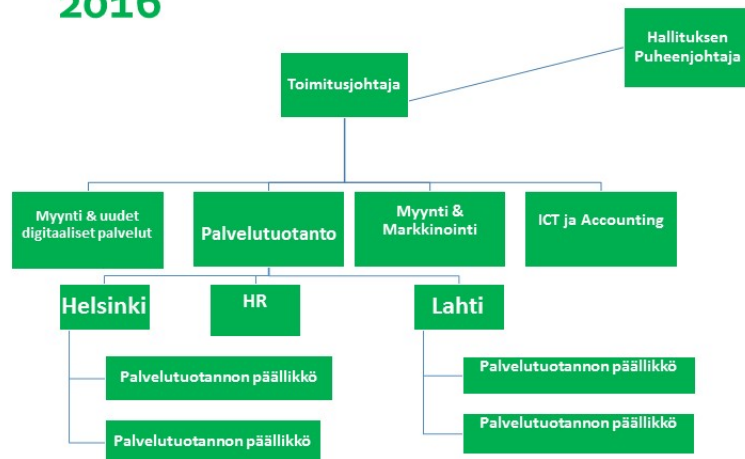 2016
Hallituksen
Puheenjohtaja
Toimitusjohtaja
Myynti & uudet
digitaaliset palvelut
Palvelutuotanto
Myynti &
Markkinointi
ICT ja Accounting
Helsinki
HR
Lahti
Palvelutuotannon päällikkö
Palvelutuotannon päällikkö
Palvelutuotannon päällikkö
Palvelutuotannon päällikkö